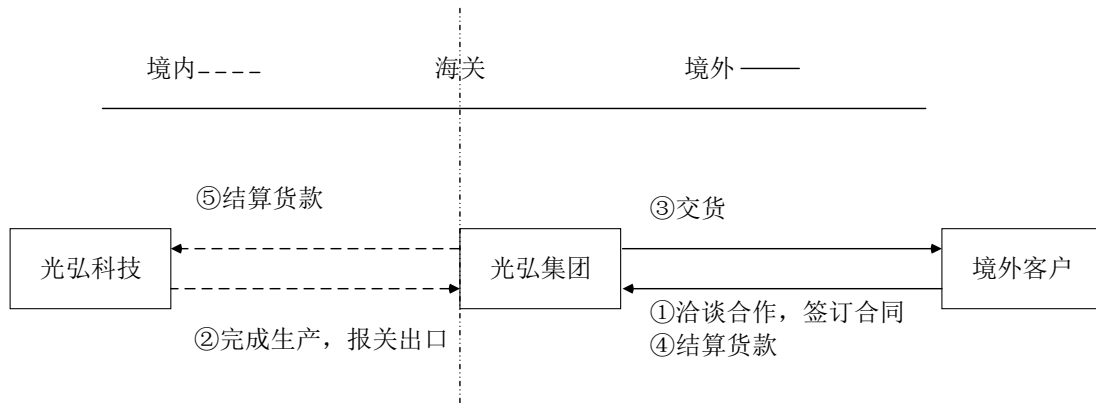 境内 海关 境外
⑤结算货款
③交货
光弘科技 光弘集团 境外客户
①洽谈合作，签订合同
②完成生产，报关出口
④结算货款